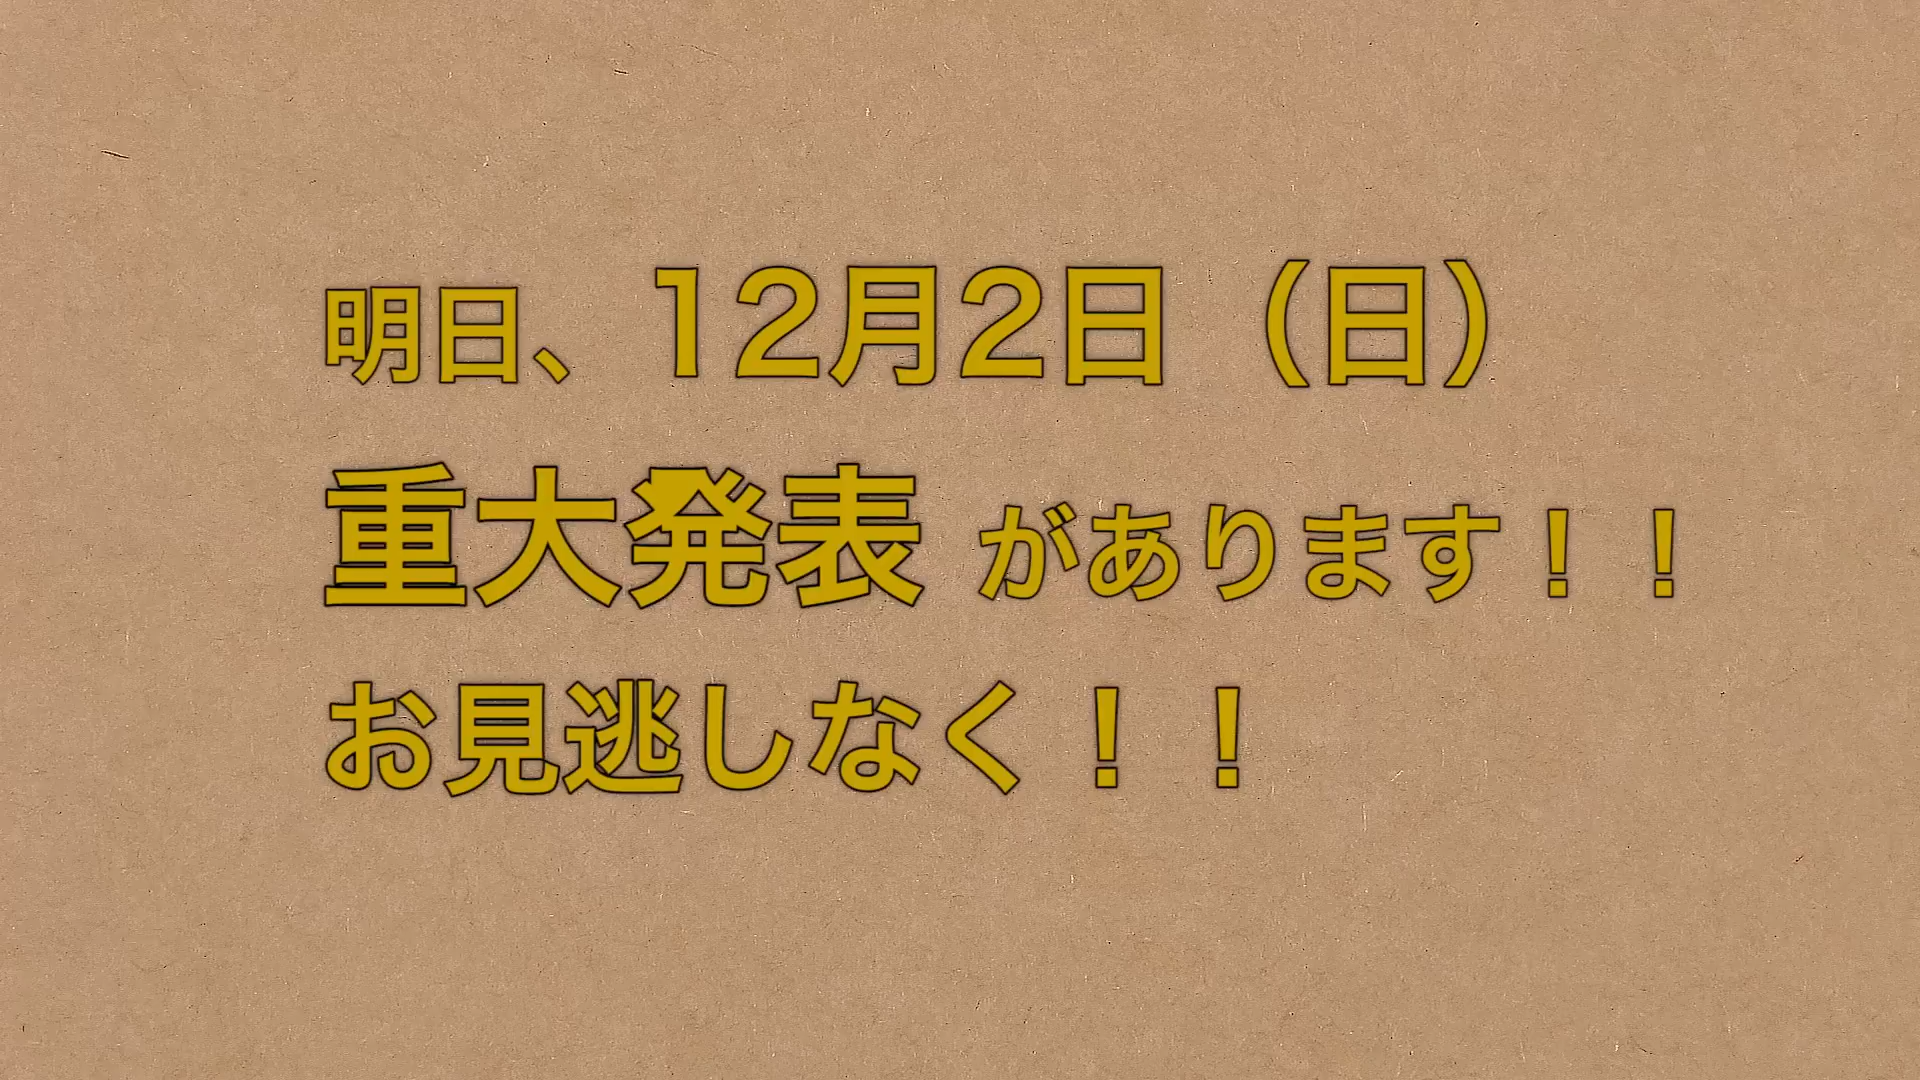 明日、12月2日（日）
重大発表 があります！！
お見逃しなく！！